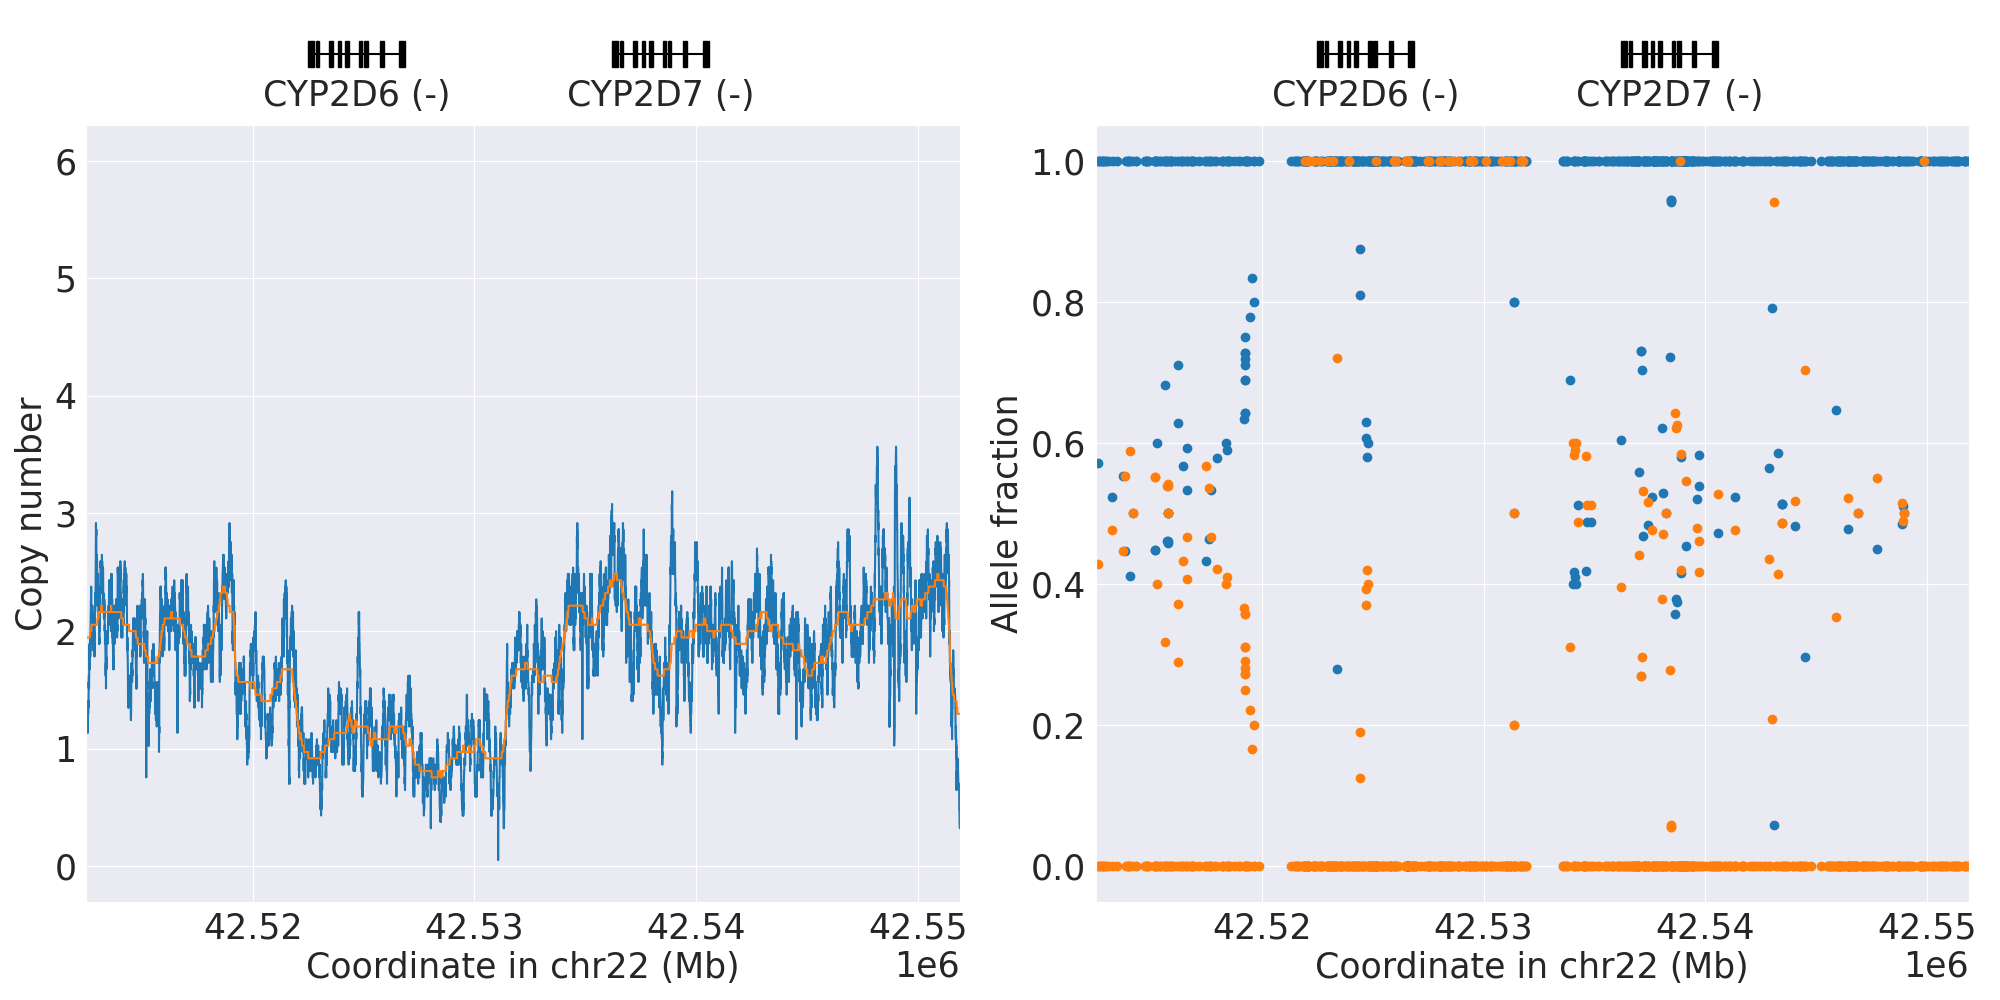 CYP2D6 (-)
CYP2D7 (-)
6
5
4
3
2
1
0
Copy number
42.52
42.53
42.54
42.55
1e6
Coordinate in chr22 (Mb)
CYP2D6 (-)
CYP2D7 (-)
1.0
0.8
0.6
0.4
0.2
0.0
Allele fraction
42.52
42.53
42.54
42.55
1e6
Coordinate in chr22 (Mb)